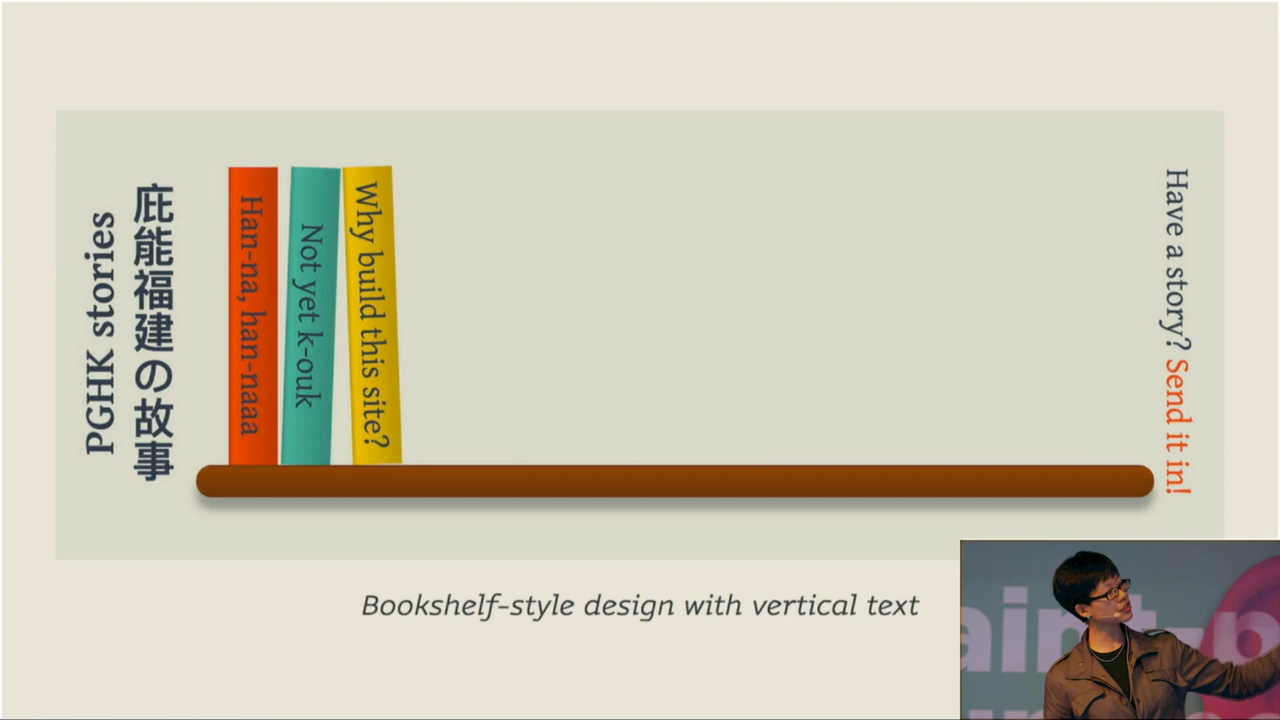 PGHK stories
庇能福建の故事
Han-na, han-naaa
Not yet k-ouk
Why build this site?
Have a story? Send it in!
Bookshelf-style design with vertical text
aint-p